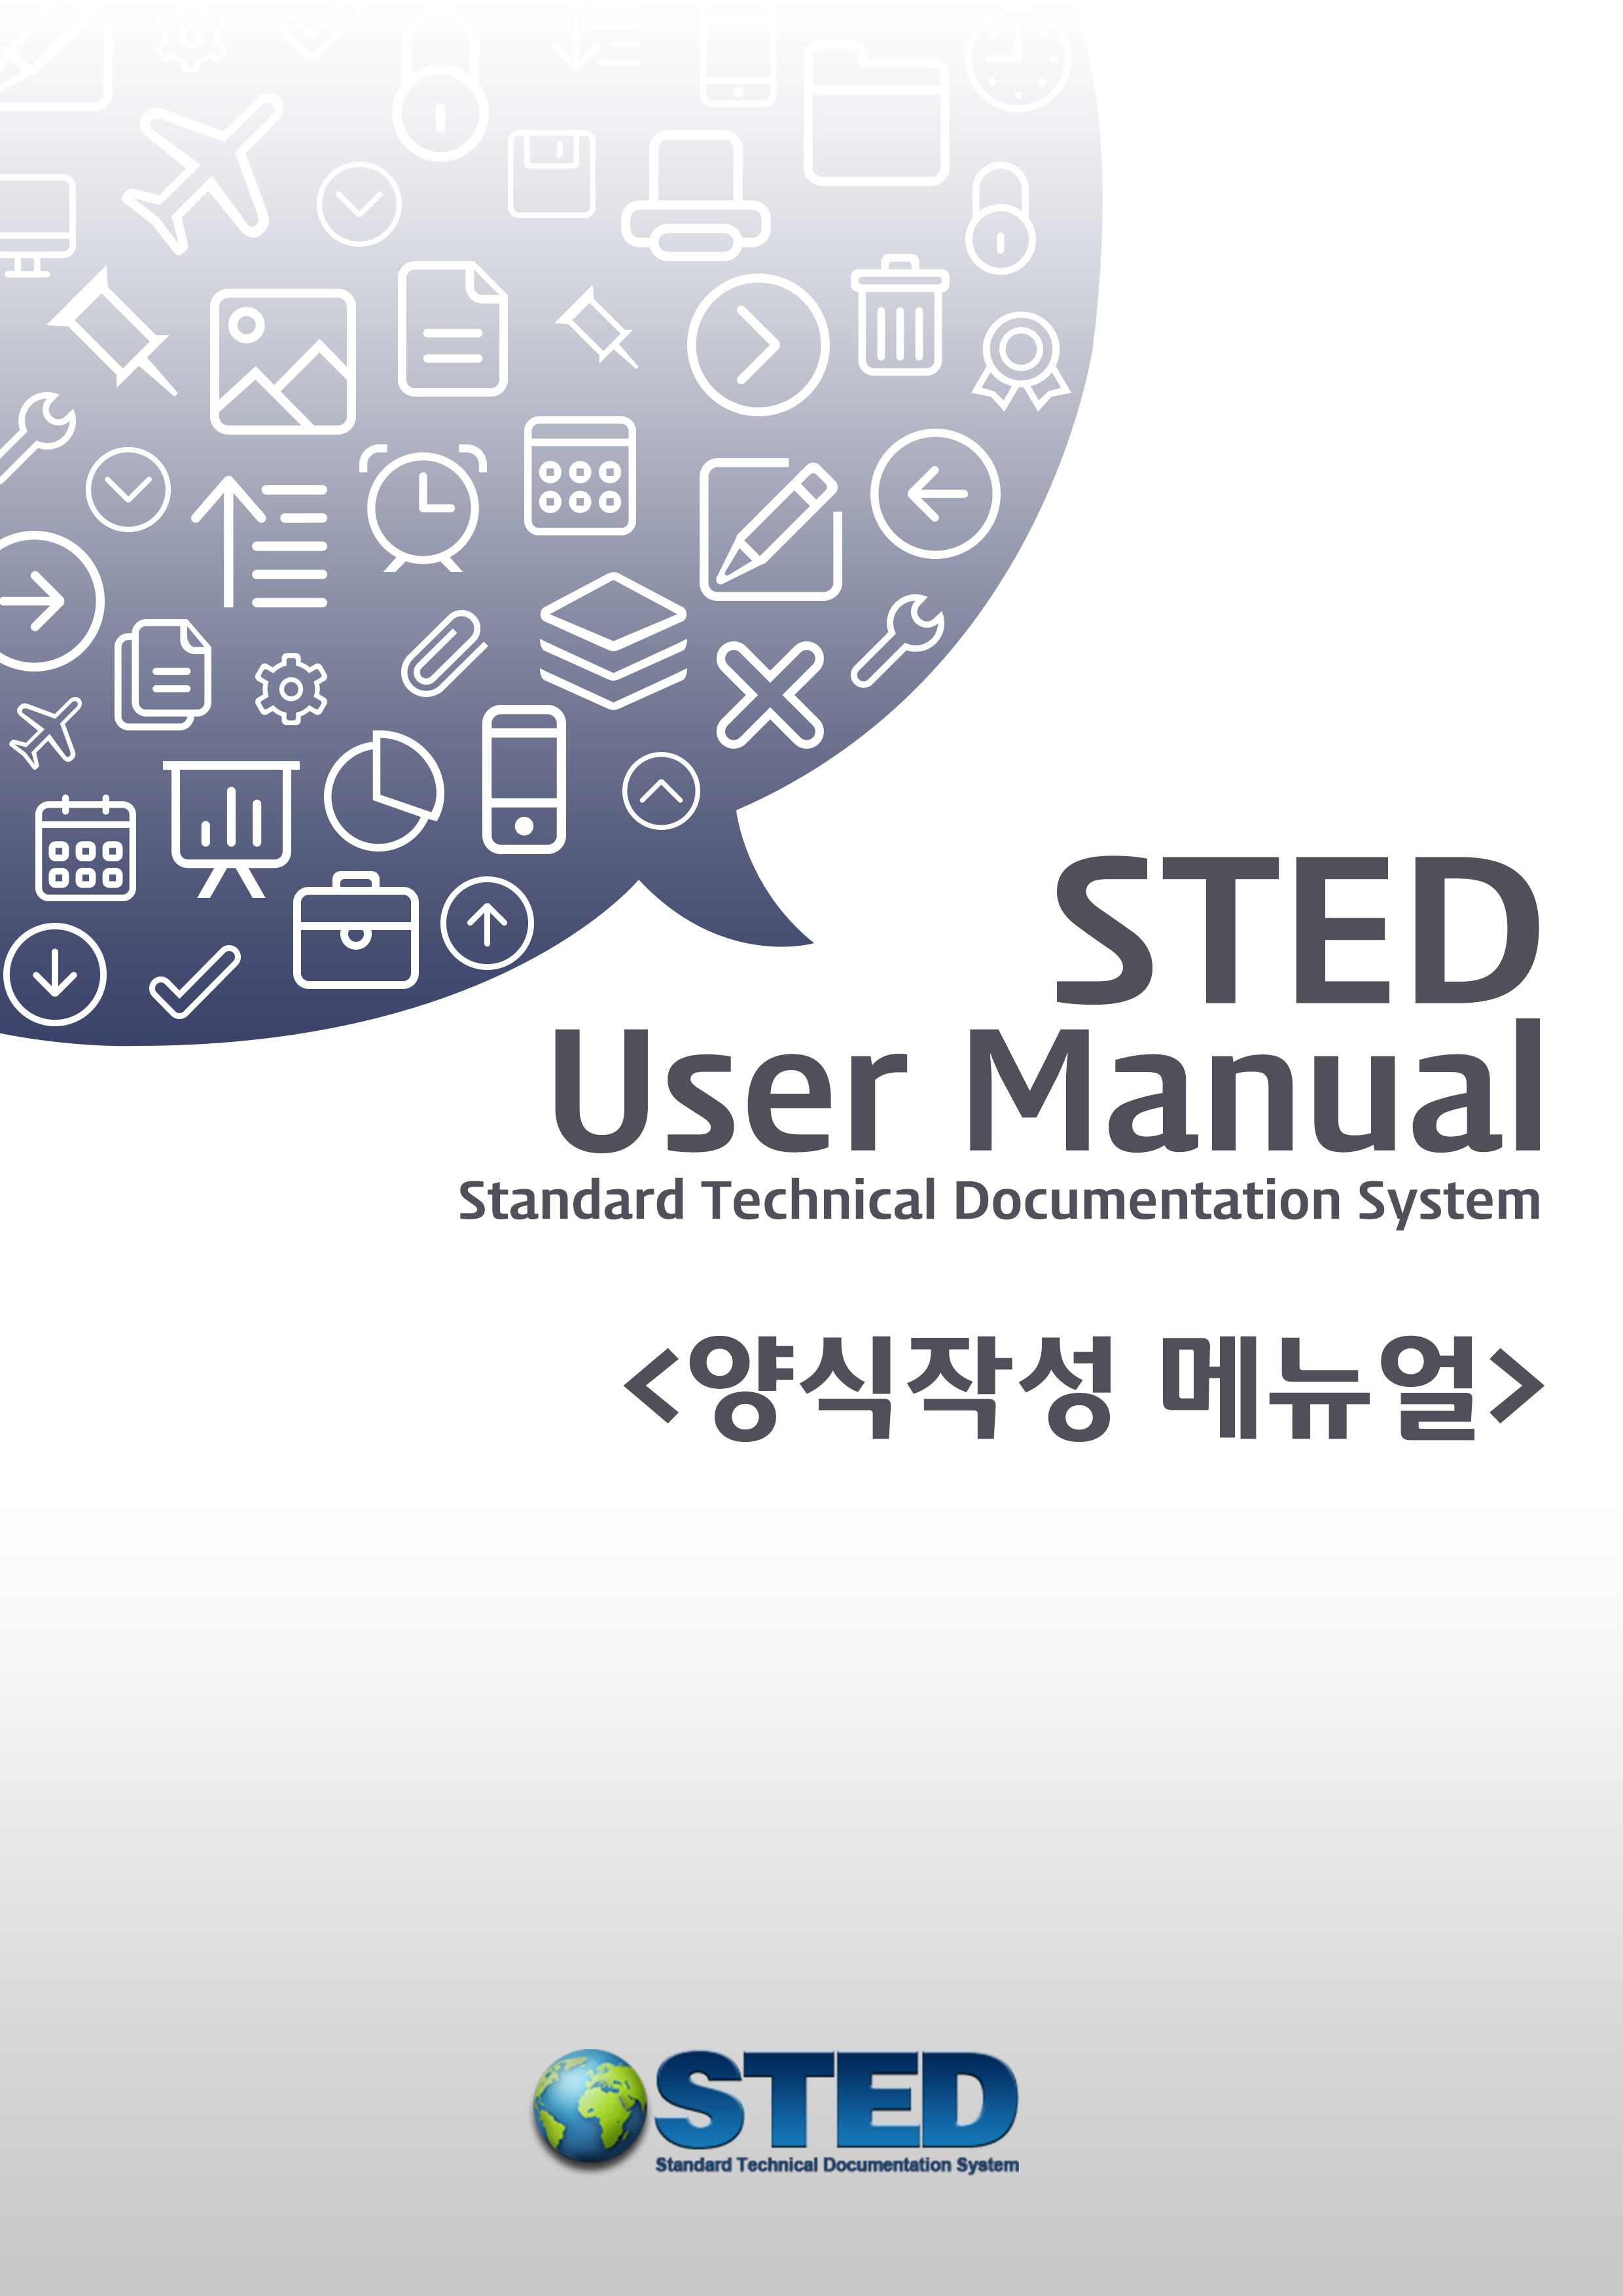 STED
User Manual
Standard Technical Documentation System
<양식작성 메뉴얼>
STED
Standard Technical Documentation System